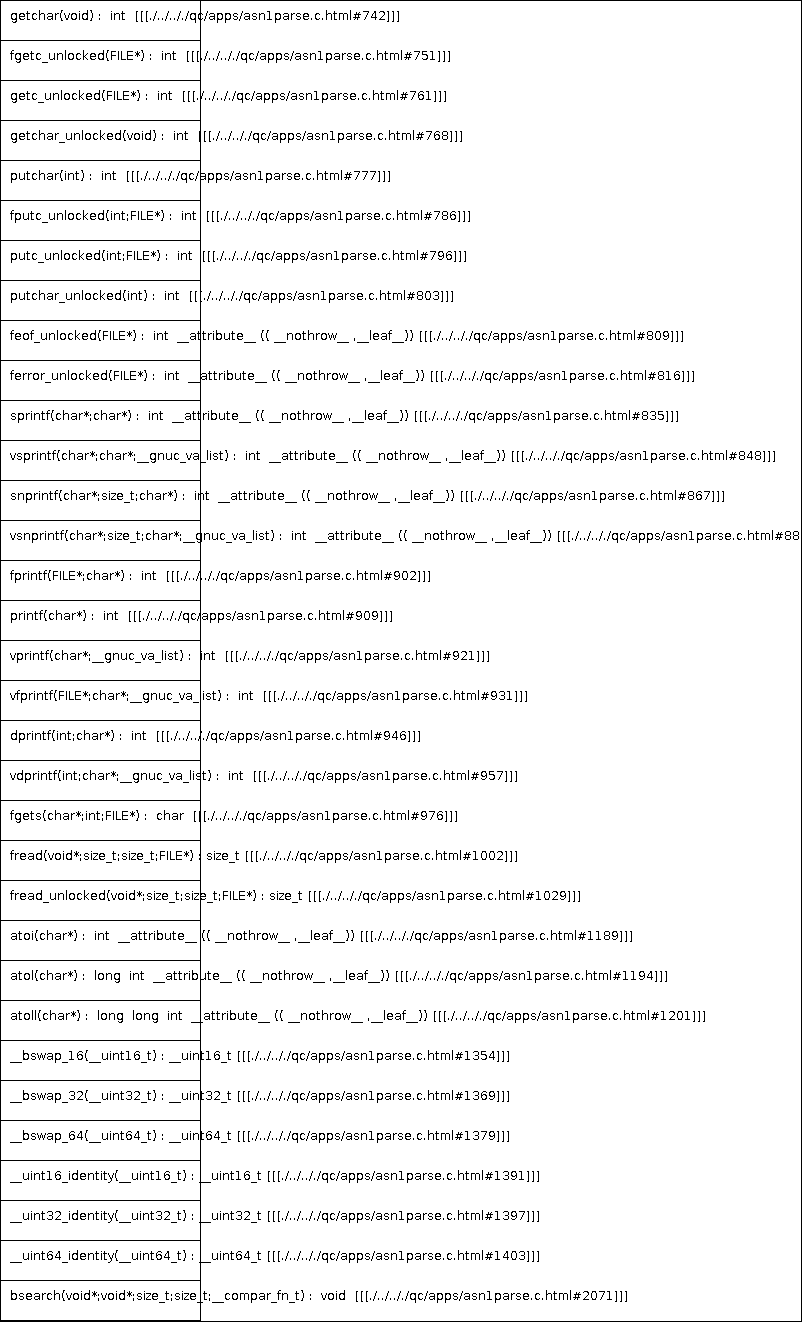 getchar(void) : int [[[./../../qc/apps/asn1parse.c.html#742]]]
fgetc_unlocked(FILE*) : int [[[./../../qc/apps/asn1parse.c.html#751]]]
getc_unlocked(FILE*) : int [[[./../../qc/apps/asn1parse.c.html#761]]]
getchar_unlocked(void) : int [[[./../../qc/apps/asn1parse.c.html#768]]]
putchar(int) : int [[[./../../qc/apps/asn1parse.c.html#777]]]
fputc_unlocked(int;FILE*) : int [[[./../../qc/apps/asn1parse.c.html#786]]]
putc_unlocked(int;FILE*) : int [[[./../../qc/apps/asn1parse.c.html#796]]]
putchar_unlocked(int) : int [[[./../../qc/apps/asn1parse.c.html#803]]]
feof_unlocked(FILE*) : int __attribute__ (( __nothrow__ ,__leaf__)) [[[./../../qc/apps/asn1parse.c.html#809]]]
ferror_unlocked(FILE*) : int __attribute__ (( __nothrow__ ,__leaf__)) [[[./../../qc/apps/asn1parse.c.html#816]]]
sprintf(char*;char*) : int __attribute__ (( __nothrow__ ,__leaf__)) [[[./../../qc/apps/asn1parse.c.html#835]]]
vsprintf(char*;char*;__gnuc_va_list) : int __attribute__ (( __nothrow__ ,__leaf__)) [[[./../../qc/apps/asn1parse.c.html#848]]]
snprintf(char*;size_t;char*) : int __attribute__ (( __nothrow__ ,__leaf__)) [[[./../../qc/apps/asn1parse.c.html#867]]]
vsnprintf(char*;size_t;char*;__gnuc_va_list) : int __attribute__ (( __nothrow__ ,__leaf__)) [[[./../../qc/apps/asn1parse.c.html#88
fprintf(FILE*;char*) : int [[[./../../qc/apps/asn1parse.c.html#902]]]
printf(char*) : int [[[./../../qc/apps/asn1parse.c.html#909]]]
vprintf(char*;__gnuc_va_list) : int [[[./../../qc/apps/asn1parse.c.html#921]]]
vfprintf(FILE*;char*;__gnuc_va_list) : int [[[./../../qc/apps/asn1parse.c.html#931]]]
dprintf(int;char*) : int [[[./../../qc/apps/asn1parse.c.html#946]]]
vdprintf(int;char*;__gnuc_va_list) : int [[[./../../qc/apps/asn1parse.c.html#957]]]
fgets(char*;int;FILE*) : char [[[./../../qc/apps/asn1parse.c.html#976]]]
fread(void*;size_t;size_t;FILE*) : size_t [[[./../../qc/apps/asn1parse.c.html#1002]]]
fread_unlocked(void*;size_t;size_t;FILE*) : size_t [[[./../../qc/apps/asn1parse.c.html#1029]]]
atoi(char*) : int __attribute__ (( __nothrow__ ,__leaf__)) [[[./../../qc/apps/asn1parse.c.html#1189]]]
atol(char*) : long int __attribute__ (( __nothrow__ ,__leaf__)) [[[./../../qc/apps/asn1parse.c.html#1194]]]
atoll(char*) : long long int __attribute__ (( __nothrow__ ,__leaf__)) [[[./../../qc/apps/asn1parse.c.html#1201]]]
__bswap_16(__uint16_t) : __uint16_t [[[./../../qc/apps/asn1parse.c.html#1354]]]
__bswap_32(__uint32_t) : __uint32_t [[[./../../qc/apps/asn1parse.c.html#1369]]]
__bswap_64(__uint64_t) : __uint64_t [[[./../../qc/apps/asn1parse.c.html#1379]]]
__uint16_identity(__uint16_t) : __uint16_t [[[./../../qc/apps/asn1parse.c.html#1391]]]
__uint32_identity(__uint32_t) : __uint32_t [[[./../../qc/apps/asn1parse.c.html#1397]]]
__uint64_identity(__uint64_t) : __uint64_t [[[./../../qc/apps/asn1parse.c.html#1403]]]
bsearch(void*;void*;size_t;size_t;__compar_fn_t) : void [[[./../../qc/apps/asn1parse.c.html#2071]]]